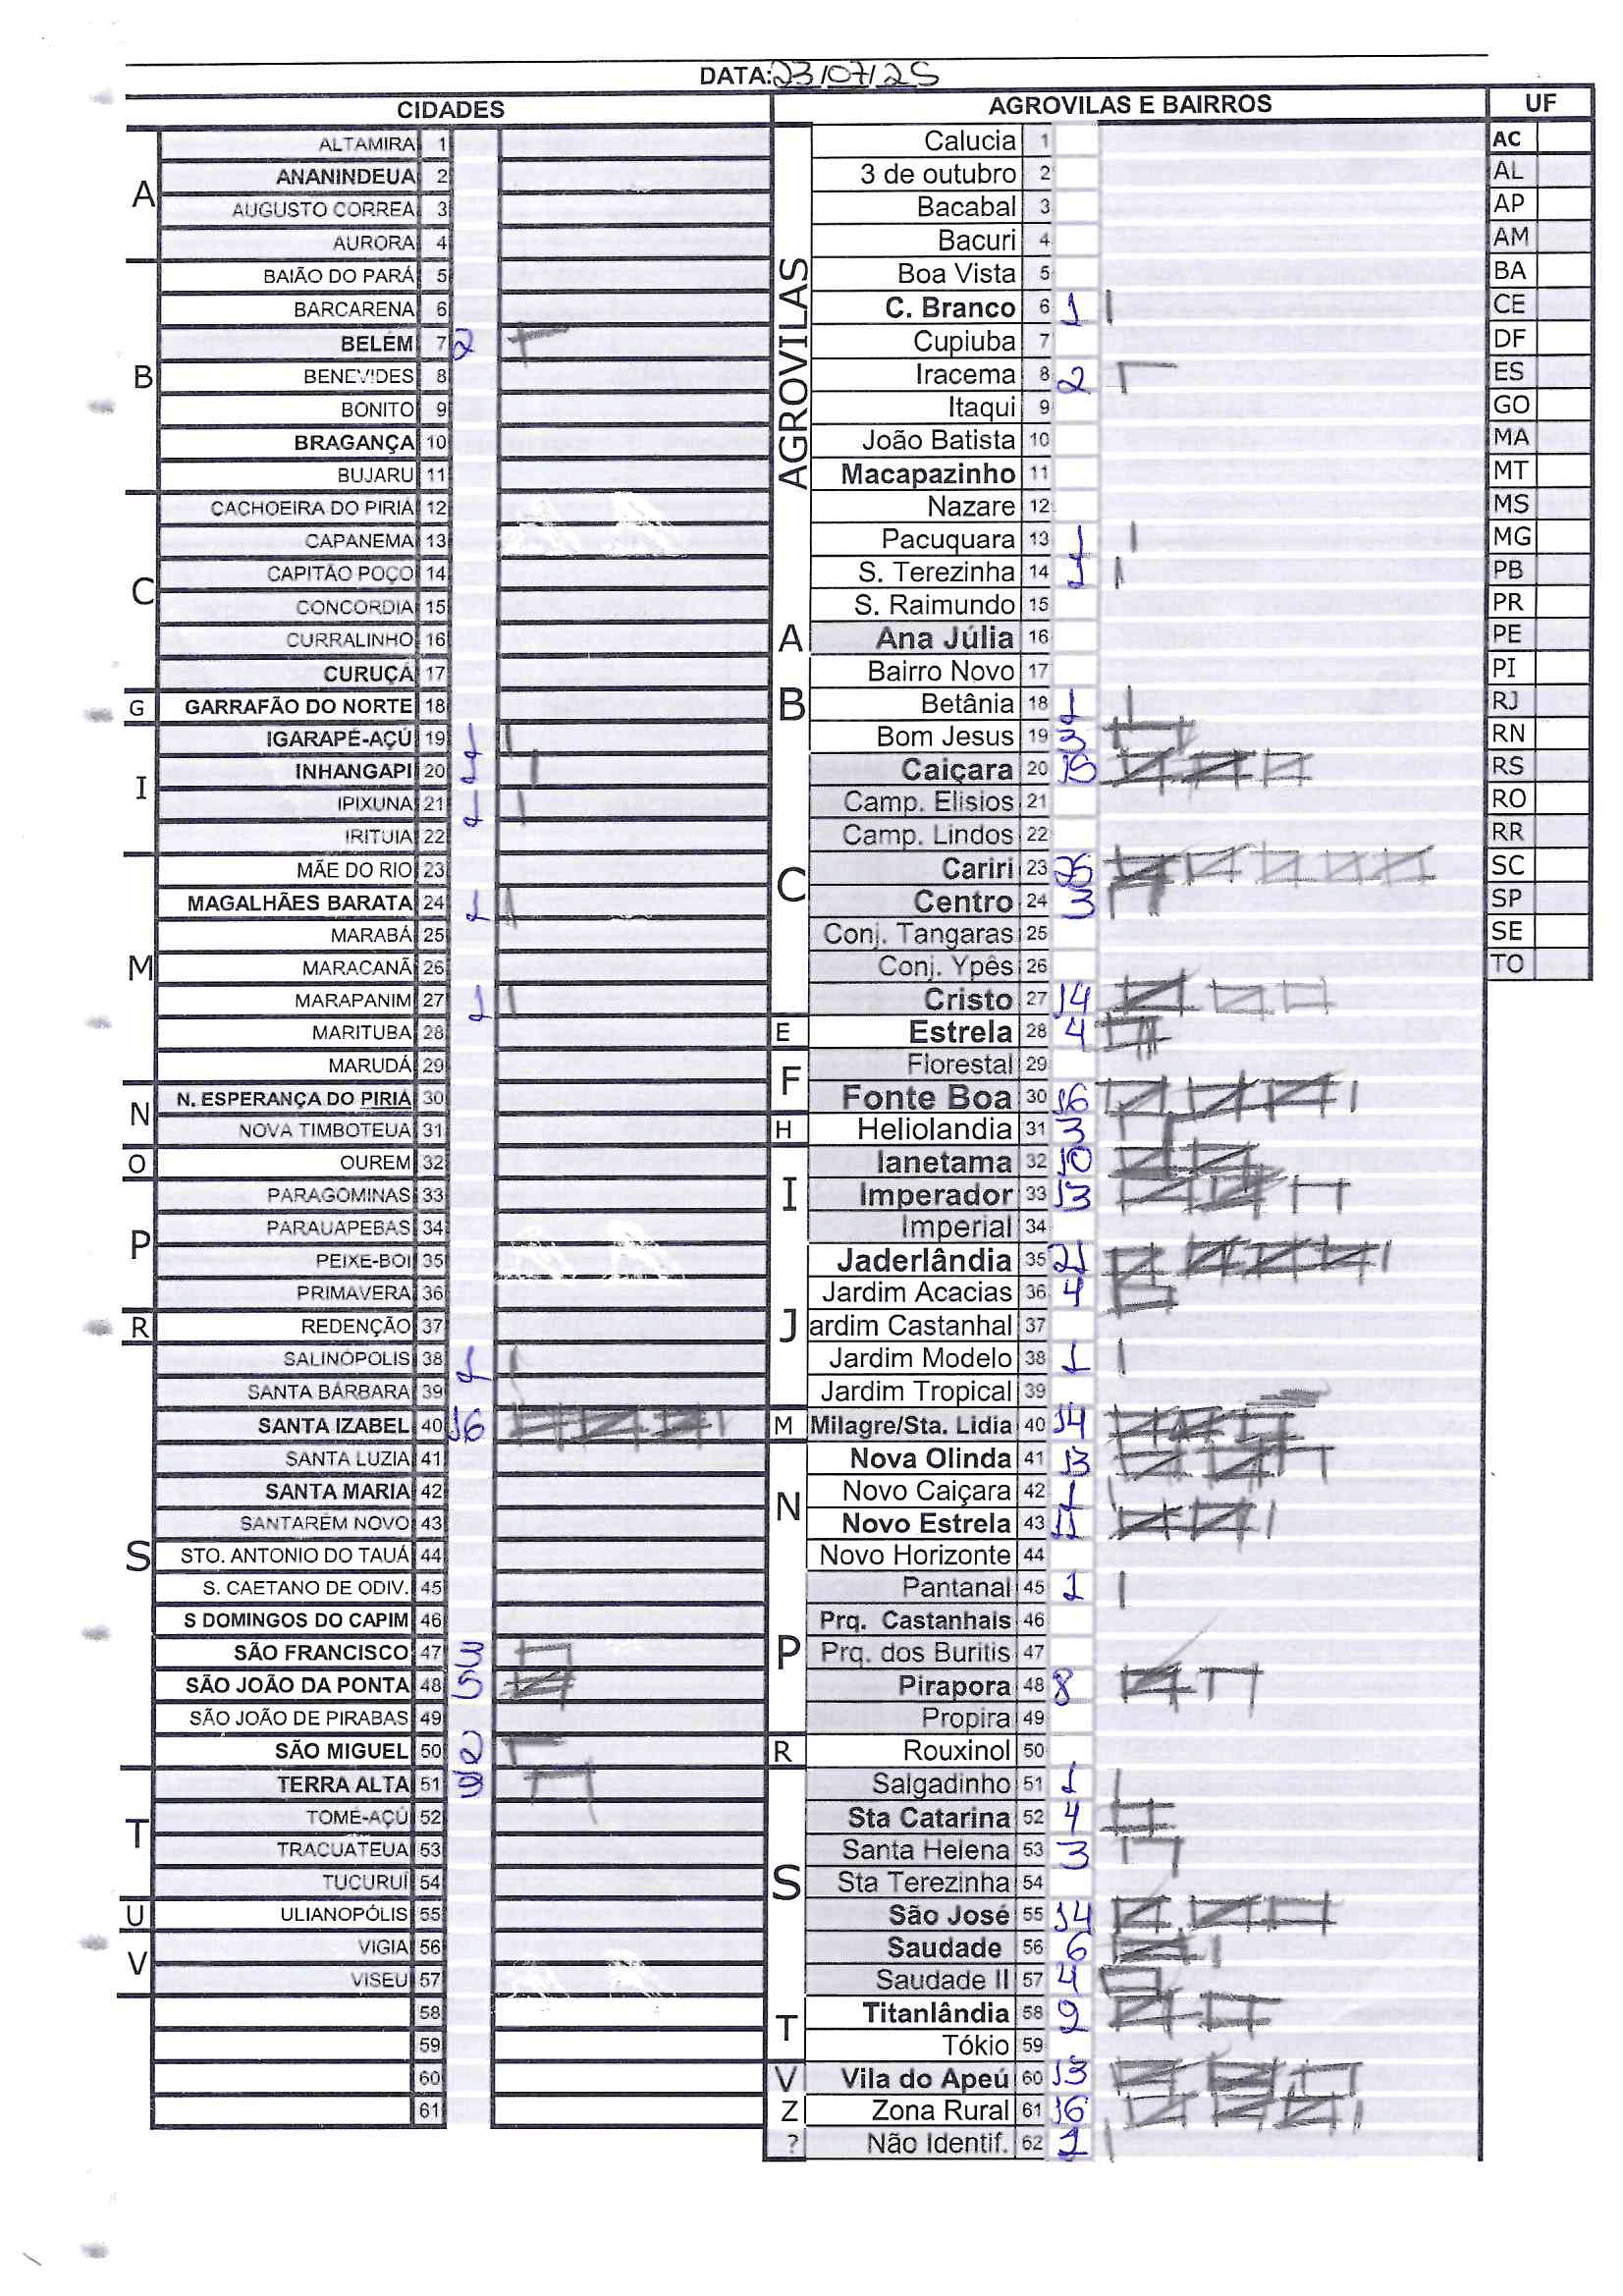 DATA: 23/07/25
CIDADES AGROVILAS E BAIRROS UF
A
ALTAMIRA 1
ANANINDEUA 2
AUGUSTO CORREA 3
AURORA 4
B
BAIÃO DO PARÁ 5
BARCARENA 6
BELÉM 7 2
BENEVIDES 8
BONITO 9
BRAGANÇA 10
BUJARU 11
C
CACHOEIRA DO PIRIA 12
CAPANEMA 13
CAPITÃO POÇO 14
CONCORDIA 15
CURRALINHO 16
CURUÇÁ 17
G
GARRAFÃO DO NORTE 18
I
IGARAPÉ-AÇÚ 19 1
INHANGAPI 20 1
IPIXUNA 21 1
IRITUIA 22
M
MÃE DO RIO 23
MAGALHÃES BARATA 24 1
MARABÁ 25
MARACANÃ 26
MARAPANIM 27 1
MARITUBA 28
MARUDÁ 29
N
N. ESPERANÇA DO PIRIÁ 30
NOVA TIMBOTEUA 31
O
OUREM 32
P
PARAGOMINAS 33
PARAUAPEBAS 34
PEIXE-BOI 35
PRIMAVERA 36
R
REDENÇÃO 37
S
SALINÓPOLIS 38 1
SANTA BÁRBARA 39
SANTA IZABEL 40 16
SANTA LUZIA 41
SANTA MARIA 42
SANTARÉM NOVO 43
STO. ANTONIO DO TAUÁ 44
S. CAETANO DE ODIV. 45
S DOMINGOS DO CAPIM 46
SÃO FRANCISCO 47 3
SÃO JOÃO DA PONTA 48 5
SÃO JOÃO DE PIRABAS 49
SÃO MIGUEL 50 2
T
TERRA ALTA 51 3
TOMÉ-AÇÚ 52
TRACUATEUA 53
TUCURUÍ 54
U
ULIANOPÓLIS 55
V
VIGIA 56
VISEU 57
58
59
60
61
AGROVILAS
Calucia 1
3 de outubro 2
Bacabal 3
Bacuri 4
Boa Vista 5
C. Branco 6 1
Cupiuba 7
Iracema 8 2
Itaqui 9
João Batista 10
Macapazinho 11
Nazare 12
Pacuquara 13 1
S. Terezinha 14 1
S. Raimundo 15
A
Ana Júlia 16
B
Bairro Novo 17
Betânia 18 1
Bom Jesus 19 3
C
Caiçara 20 15
Camp. Elisios 21
Camp. Lindos 22
Cariri 23 25
Centro 24 3
Conj. Tangaras 25
Conj. Ypês 26
Cristo 27 14
E
Estrela 28 4
F
Florestal 29
Fonte Boa 30 16
H
Heliolandia 31 3
I
Ianetama 32 10
Imperador 33 13
Imperial 34
J
Jaderlândia 35 21
Jardim Acacias 36 4
ardim Castanhal 37
Jardim Modelo 38 1
Jardim Tropical 39
M
Milagre/Sta. Lidia 40 14
N
Nova Olinda 41 13
Novo Caiçara 42 1
Novo Estrela 43 11
Novo Horizonte 44
P
Pantanal 45 1
Prq. Castanhais 46
Prq. dos Buritis 47
Pirapora 48 8
Propira 49
R
Rouxinol 50
S
Salgadinho 51 1
Sta Catarina 52 4
Santa Helena 53 3
Sta Terezinha 54
São José 55 14
Saudade 56 6
Saudade II 57 4
T
Titanlândia 58 9
Tókio 59
V
Vila do Apeú 60 13
Z
Zona Rural 61 16
?
Não Identif. 62 1
AC
AL
AP
AM
BA
CE
DF
ES
GO
MA
MT
MS
MG
PB
PR
PE
PI
RJ
RN
RS
RO
RR
SC
SP
SE
TO